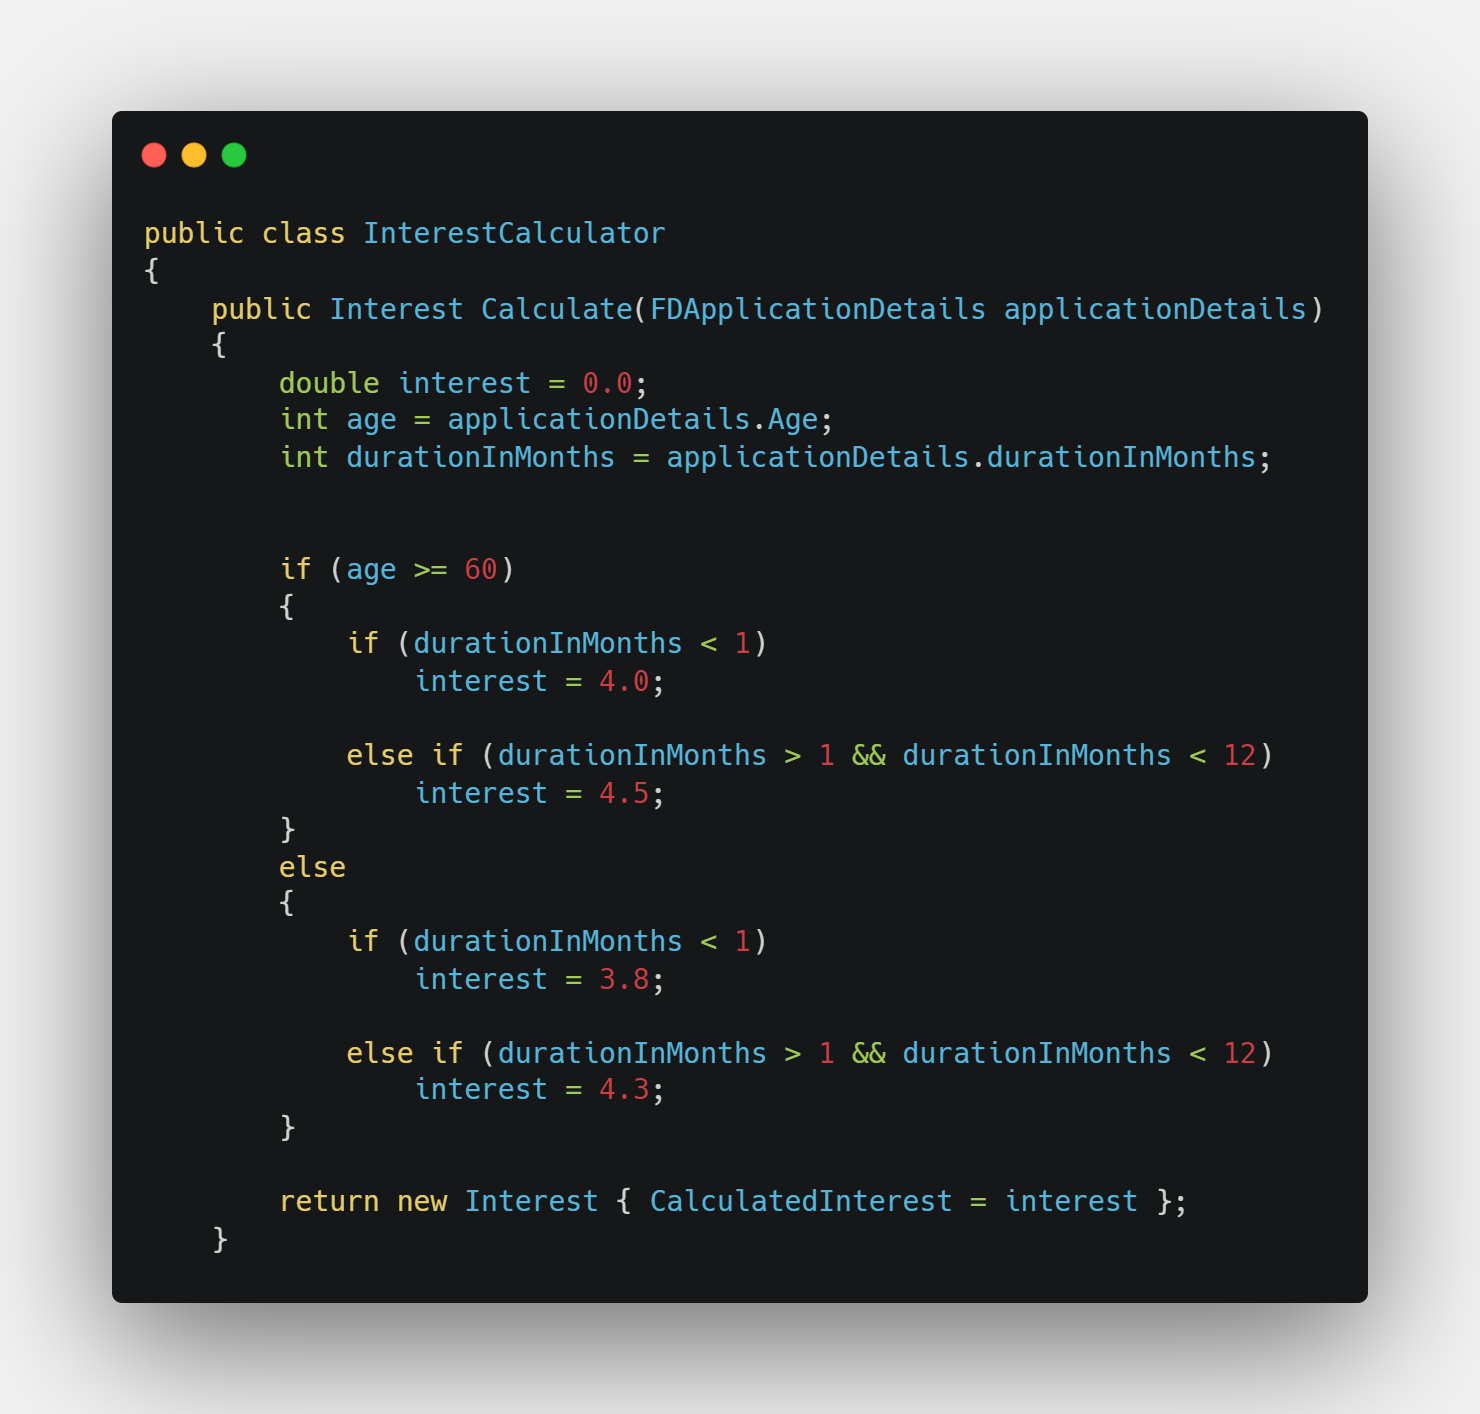 public class InterestCalculator
{
    public Interest Calculate(FDApplicationDetails applicationDetails)
    {
        double interest = 0.0;
        int age = applicationDetails.Age;
        int durationInMonths = applicationDetails.durationInMonths;
        if (age >= 60)
        {
            if (durationInMonths < 1)
                interest = 4.0;
            else if (durationInMonths > 1 && durationInMonths < 12)
                interest = 4.5;
        }
        else
        {
            if (durationInMonths < 1)
                interest = 3.8;
            else if (durationInMonths > 1 && durationInMonths < 12)
                interest = 4.3;
        }
        return new Interest { CalculatedInterest = interest };
    }